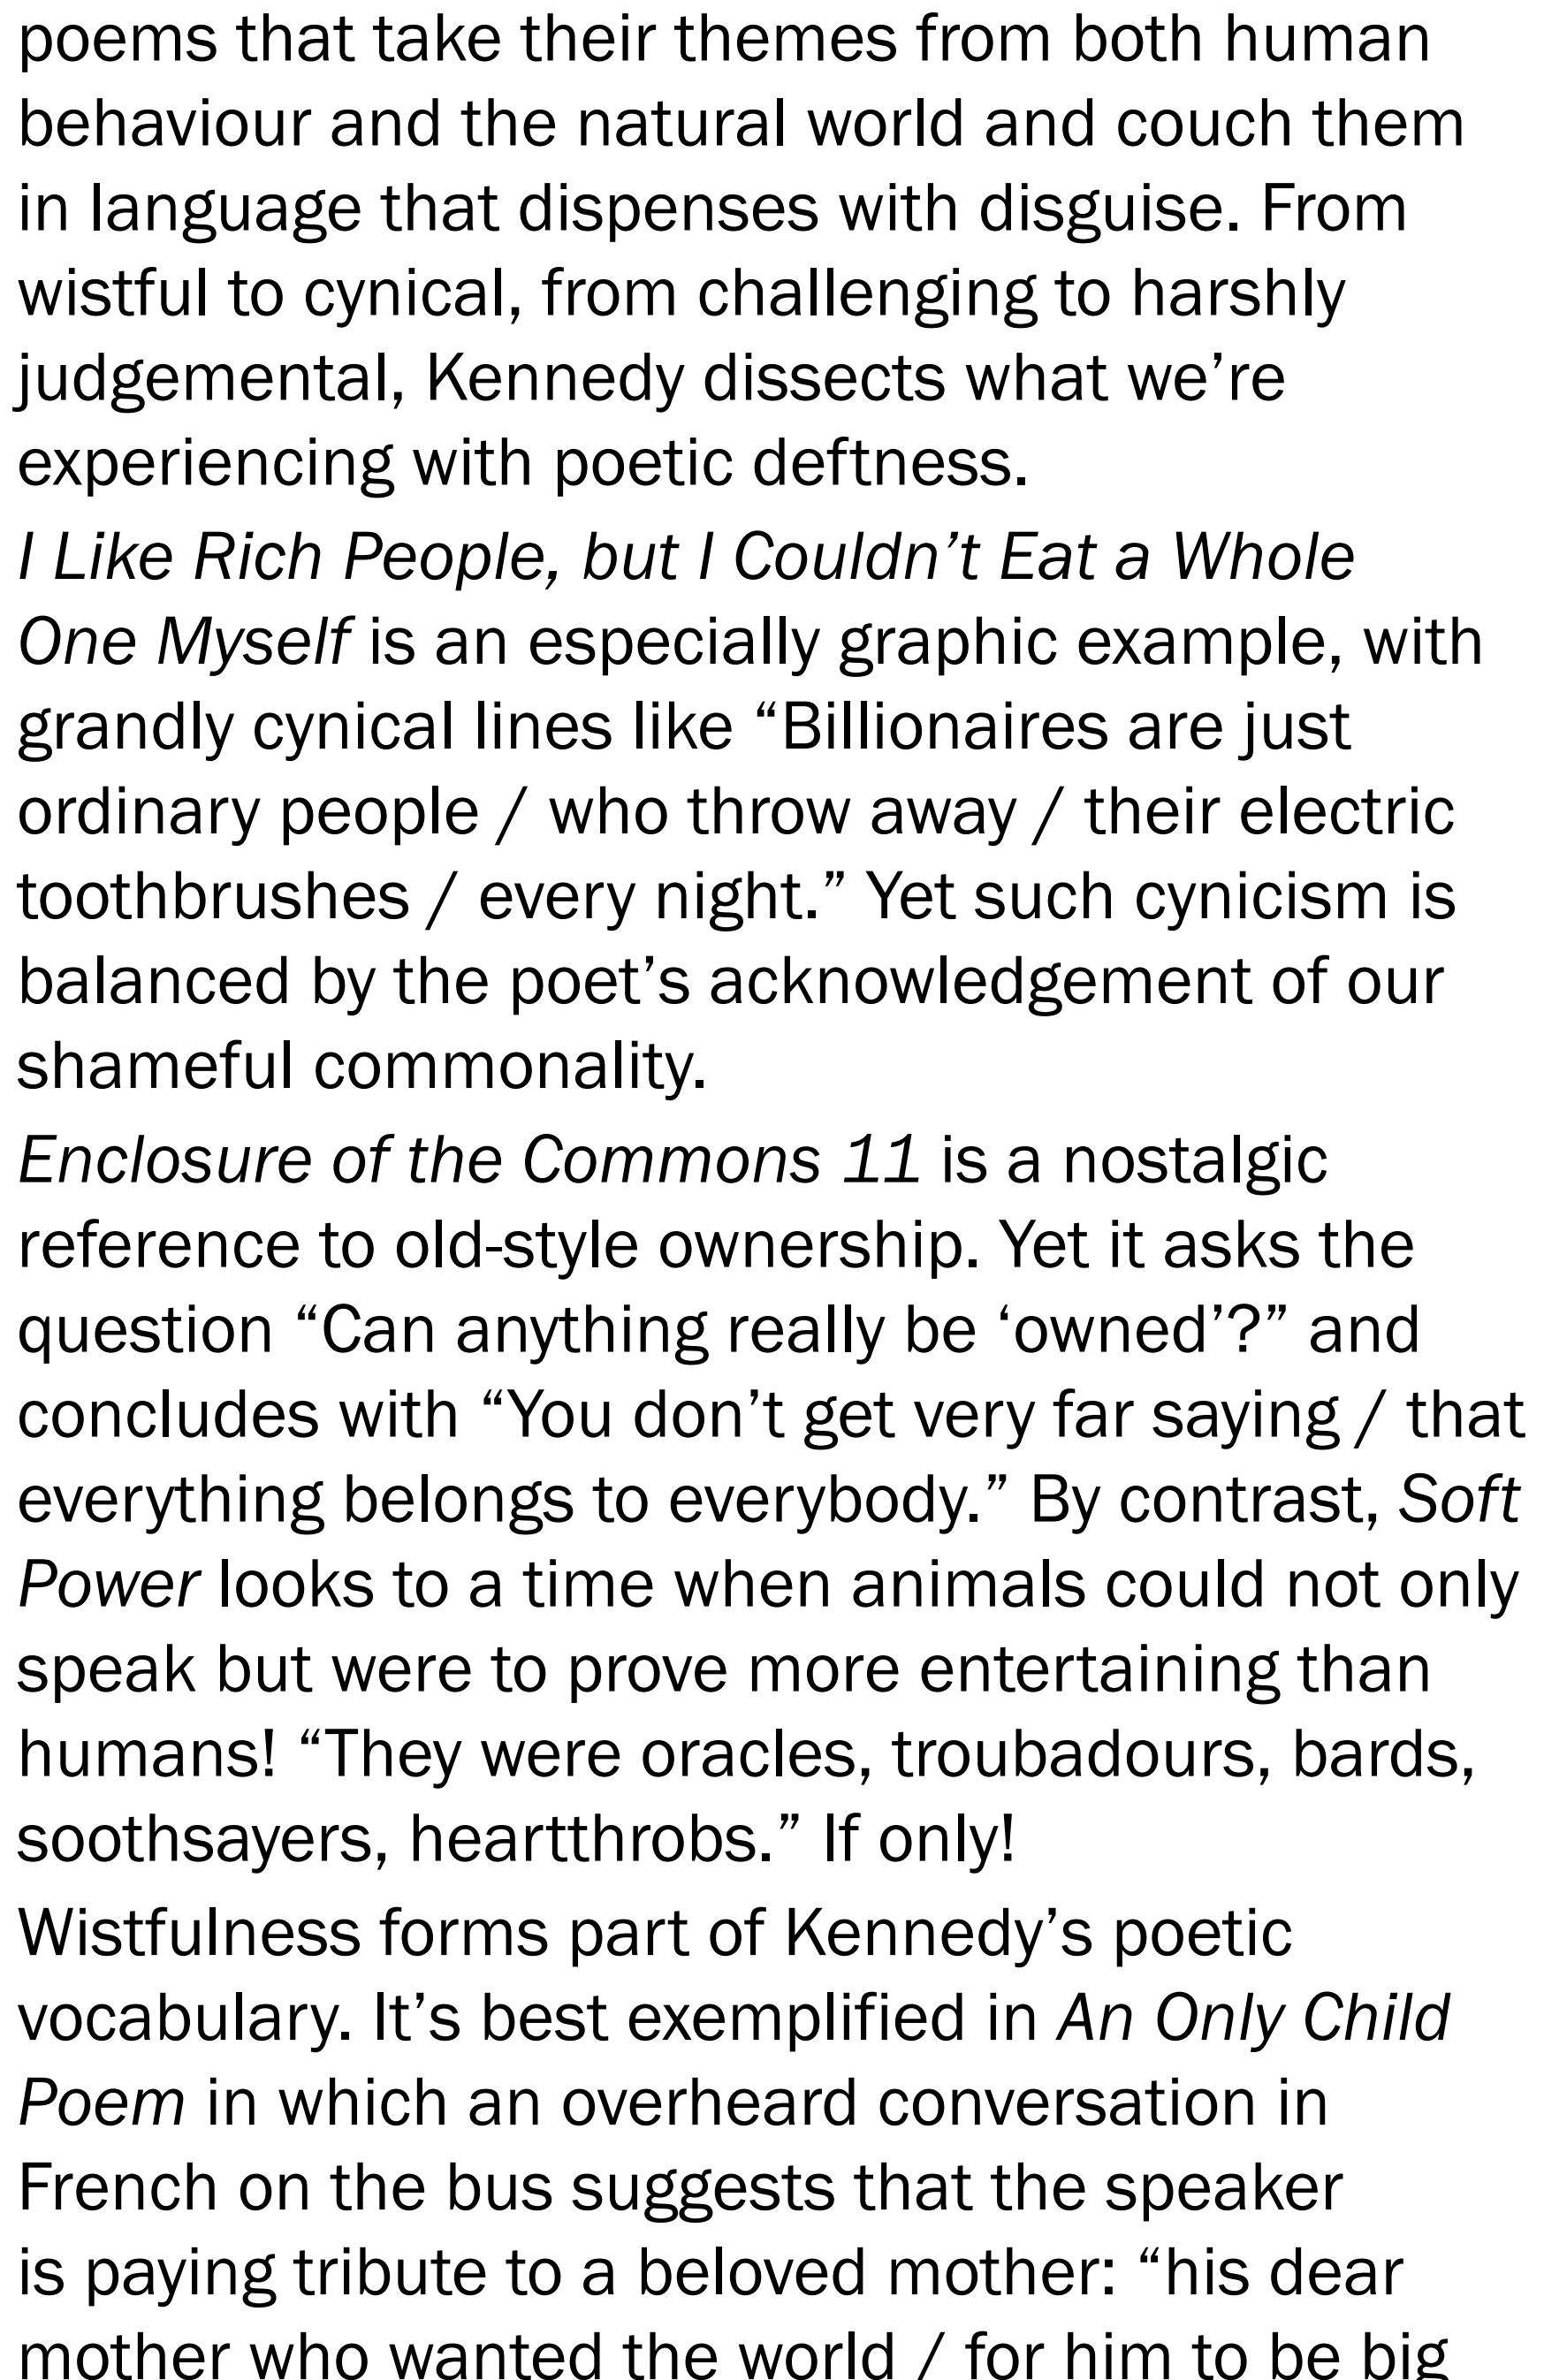 poems that take their themes from both human
behaviour and the natural world and couch them
in language that dispenses with disguise. From
wistful to cynical, from challenging to harshly
judgemental, Kennedy dissects what we’re
experiencing with poetic deftness.
I Like Rich People, but I Couldn’t Eat a Whole
One Myself is an especially graphic example, with
grandly cynical lines like “Billionaires are just
ordinary people / who throw away / their electric
toothbrushes / every night.” Yet such cynicism is
balanced by the poet’s acknowledgement of our
shameful commonality.
Enclosure of the Commons 11 is a nostalgic
reference to old-style ownership. Yet it asks the
question “Can anything really be ‘owned’?” and
concludes with “You don’t get very far saying / that
everything belongs to everybody.” By contrast, Soft
Power looks to a time when animals could not only
speak but were to prove more entertaining than
humans! “They were oracles, troubadours, bards,
soothsayers, heartthrobs.” If only!
Wistfulness forms part of Kennedy’s poetic
vocabulary. It’s best exemplified in An Only Child
Poem in which an overheard conversation in
French on the bus suggests that the speaker
is paying tribute to a beloved mother: “his dear
mother who wanted the world / for him to be big